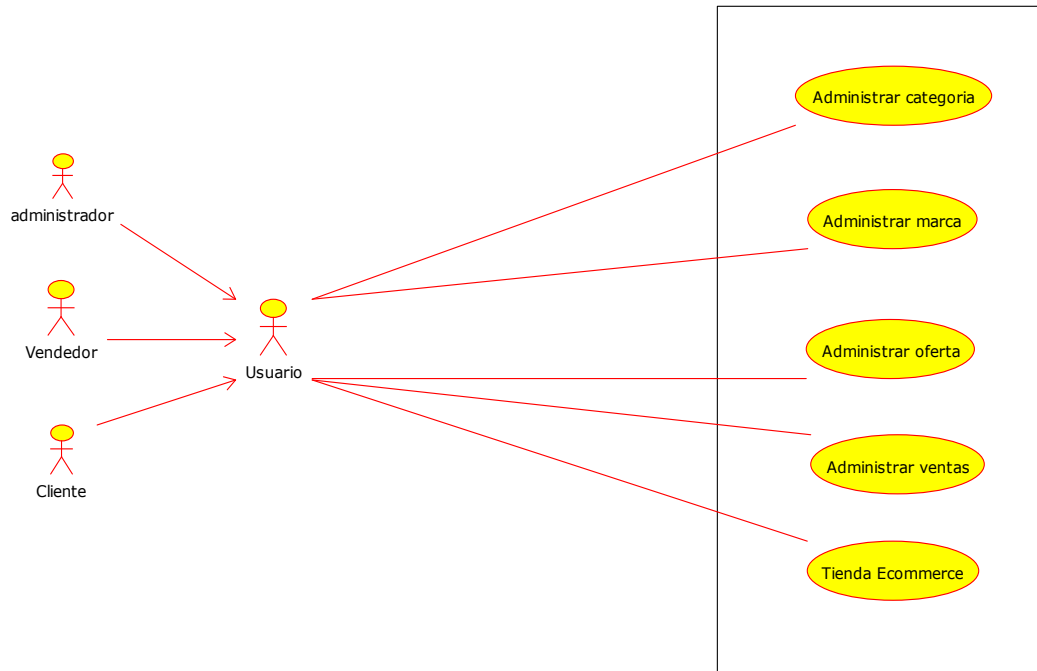 administrador
Vendedor
Cliente
Usuario
Administrar categoria
Administrar marca
Administrar oferta
Administrar ventas
Tienda Ecommerce